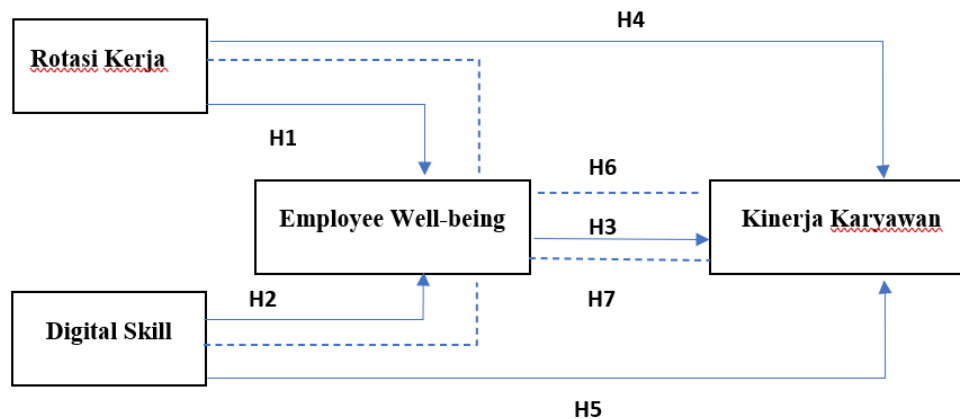 H4
Rotasi Kerja
H1
H6
Employee Well-being
Kinerja Karyawan
H3
H2
H7
Digital Skill
H5